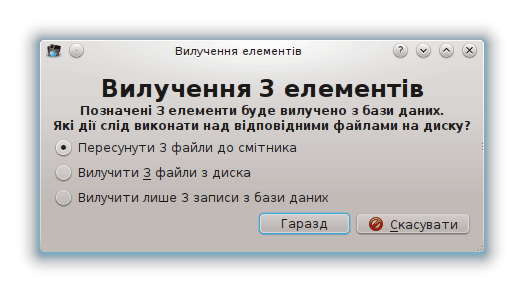 Вилучення елементів
Вилучення 3 елементів
Позначені 3 елементи буде вилучено з бази даних.
Які дії слід виконати над відповідними файлами на диску?
Пересунути 3 файли до смітника
Вилучити 3 файли з диска
Вилучити лише 3 записи з бази даних
Гаразд Скасувати